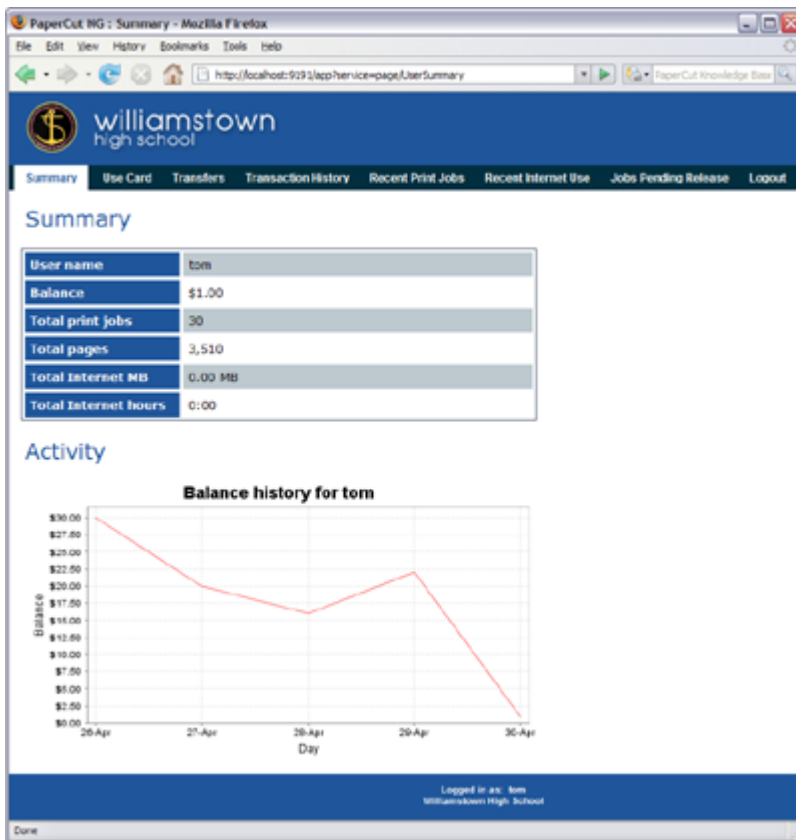 PaperCut NG : Summary - Mozilla Firefox
File Edit View History Bookmarks Tools Help
http://localhost:9191/app?service=page/UserSummary PaperCut Knowledge Base
williamstown
high school
Summary Use Card Transfers Transaction History Recent Print Jobs Recent Internet Use Jobs Pending Release Logout
Summary
User name tom
Balance $1.00
Total print jobs 30
Total pages 3,510
Total Internet MB 0.00 MB
Total Internet hours 0:00
Activity
Balance history for tom
$30.00
$27.50
$25.00
$22.50
$20.00
$17.50
$15.00
$12.50
$10.00
$7.50
$5.00
$2.50
$0.00
Balance
26-Apr 27-Apr 28-Apr 29-Apr 30-Apr
Day
Logged in as: tom
Williamstown High School
Done